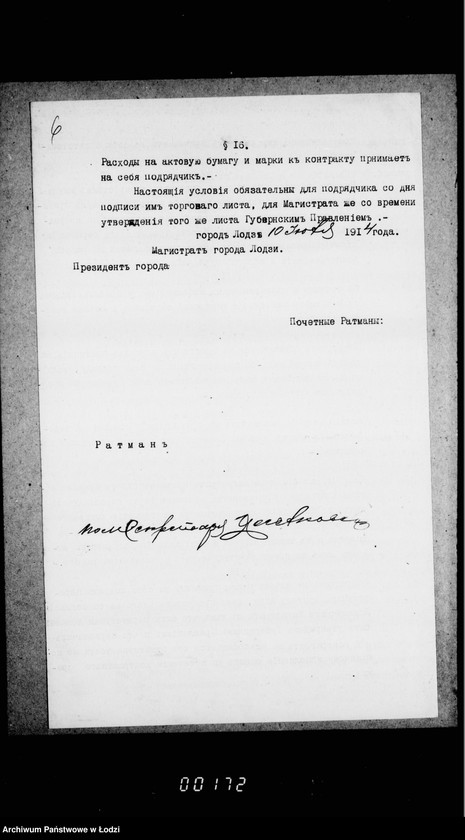 6
§ 16.
Расходы на актовую бумагу и марки къ контракту принимаетъ
на себя подрядчикъ.-
Настоящія условія обязательны для подрядчика со дня
подписи имъ торговаго листа, для Магистрата же со времени
утвержденія того же листа Губернскимъ Правленіемъ .-
городъ Лодзь 10 1914 года.
Магистратъ города Лодзи.
Президентъ города
Почетные Ратманы:
Р а т м а н ъ
пом Секретаря
00172
Archiwum Państwowe w Łodzi